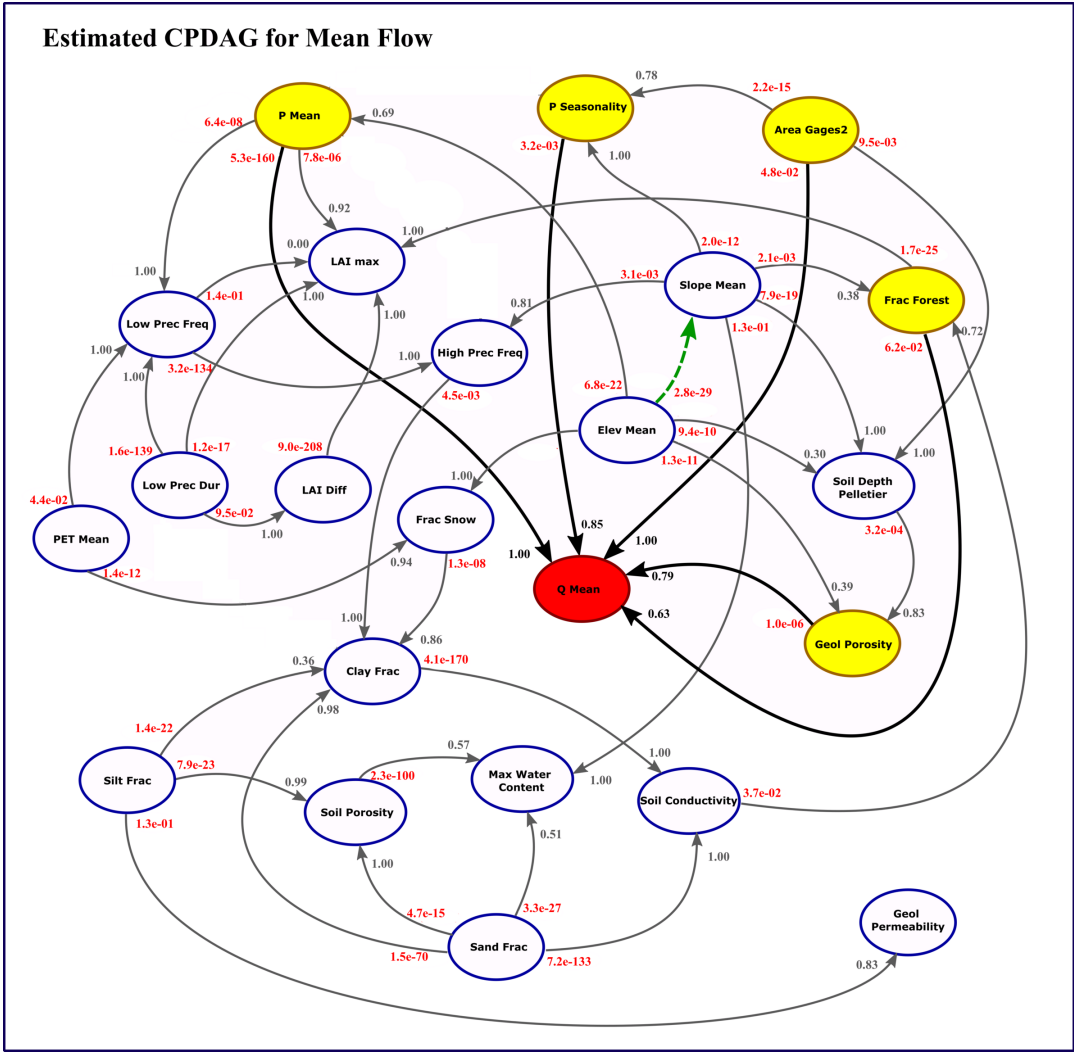 Estimated CPDAG for Mean Flow
P Mean
P Seasonality
0.78
2.2e-15
Area Gages2
6.4e-08
0.69
5.3e-160
7.8e-06
3.2e-03
1.00
4.8e-02
9.5e-03
0.92
0.00
LAI max
1.00
2.0e-12
1.7e-25
1.00
1.00
3.1e-03
Slope Mean
2.1e-03
7.9e-19
0.38
Frac Forest
1.4e-01
Low Prec Freq
1.00
0.81
1.3e-01
0.72
1.00
High Prec Freq
1.00
6.2e-02
3.2e-134
1.00
4.5e-03
6.8e-22
2.8e-29
1.6e-139
1.2e-17
9.0e-208
Elev Mean
9.4e-10
1.3e-11
1.00
1.00
0.30
Low Prec Dur
LAI Diff
1.00
Soil Depth
Pelletier
4.4e-02
9.5e-02
1.00
Frac Snow
0.85
3.2e-04
PET Mean
1.4e-12
0.94
1.3e-08
1.00
1.00
Q Mean
0.79
0.39
0.63
0.83
1.0e-06
1.00
0.86
Geol Porosity
0.36
Clay Frac
4.1e-170
0.98
1.4e-22
0.57
1.00
7.9e-23
Silt Frac
0.99
2.3e-100
Max Water
Content
1.00
Soil Conductivity
3.7e-02
1.3e-01
Soil Porosity
0.51
1.00
1.00
4.7e-15
3.3e-27
Geol
Permeability
1.5e-70
Sand Frac
7.2e-133
0.83